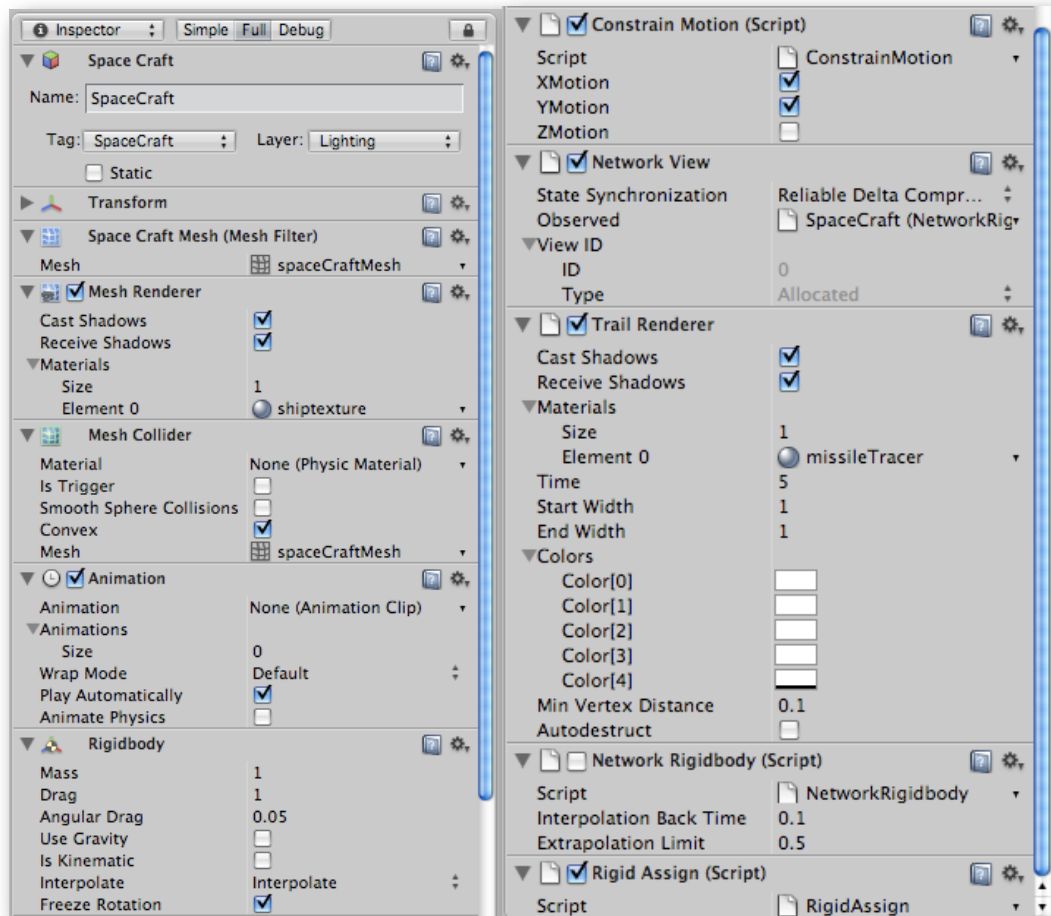 Inspector Simple Full Debug
Space Craft
Name: SpaceCraft
Tag: SpaceCraft Layer: Lighting
Static
Transform
Space Craft Mesh (Mesh Filter)
Mesh spaceCraftMesh
Mesh Renderer
Cast Shadows
Receive Shadows
Materials
Size 1
Element 0 shiptexture
Mesh Collider
Material None (Physic Material)
Is Trigger
Smooth Sphere Collisions
Convex
Mesh spaceCraftMesh
Animation
Animation None (Animation Clip)
Animations
Size 0
Wrap Mode Default
Play Automatically
Animate Physics
Rigidbody
Mass 1
Drag 1
Angular Drag 0.05
Use Gravity
Is Kinematic
Interpolate Interpolate
Freeze Rotation
Constrain Motion (Script)
Script ConstrainMotion
XMotion
YMotion
ZMotion
Network View
State Synchronization Reliable Delta Compr...
Observed SpaceCraft (NetworkRig
View ID
ID 0
Type Allocated
Trail Renderer
Cast Shadows
Receive Shadows
Materials
Size 1
Element 0 missileTracer
Time 5
Start Width 1
End Width 1
Colors
Color[0]
Color[1]
Color[2]
Color[3]
Color[4]
Min Vertex Distance 0.1
Autodestruct
Network Rigidbody (Script)
Script NetworkRigidbody
Interpolation Back Time 0.1
Extrapolation Limit 0.5
Rigid Assign (Script)
Script RigidAssign